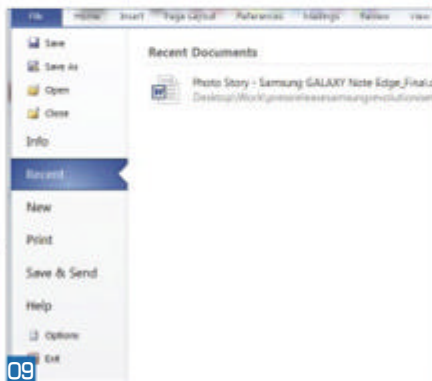 File Home Insert Page Layout References Mailings Review View
Save
Save As
Open
Close
Info
Recent
New
Print
Save & Send
Help
Options
Exit
Recent Documents
Photo Story - Samsung GALAXY Note Edge_Final.d
09